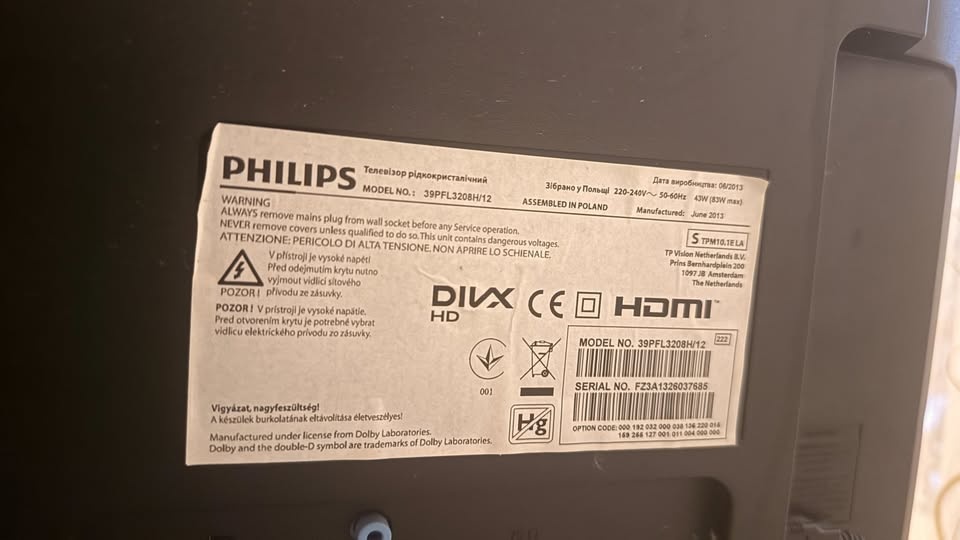 PHILIPS
Телевізор рідкокристалічний
MODEL NO.: 39PFL3208H/12
Зібрано у Польщі 220-240V~ 50-60Hz 43W (83W max)
Дата виробництва: 06/2013
ASSEMBLED IN POLAND
Manufactured: June 2013
WARNING
ALWAYS remove mains plug from wall socket before any Service operation.
NEVER remove covers unless qualified to do so. This unit contains dangerous voltages.
ATTENZIONE: PERICOLO DI ALTA TENSIONE. NON APRIRE LO SCHIENALE.
S TPM10.1E LA
TP Vision Netherlands B.V.
Prins Bernhardplein 200
1097 JB Amsterdam
The Netherlands
V přístroji je vysoké napětí
Před odejmutím krytu nutno
vyjmout vidlici síťového
POZOR! přívodu ze zásuvky.
POZOR! V prístroji je vysoké napätie.
Pred otvorením krytu je potrebné vybrat
vidlicu elektrického prívodu zo zásuvky.
DIVX
HD
CE
HDMI™
001
MODEL NO. 39PFL3208H/12
222
SERIAL NO. FZ3A1326037685
OPTION CODE: 000 192 032 000 038 136 220 016
001 011 004 000 000
Hg
Vigyázat, nagyfeszültség!
A készülek burkolatának eltávolítása életveszélyes!
Manufactured under license from Dolby Laboratories.
Dolby and the double-D symbol are trademarks of Dolby Laboratories.